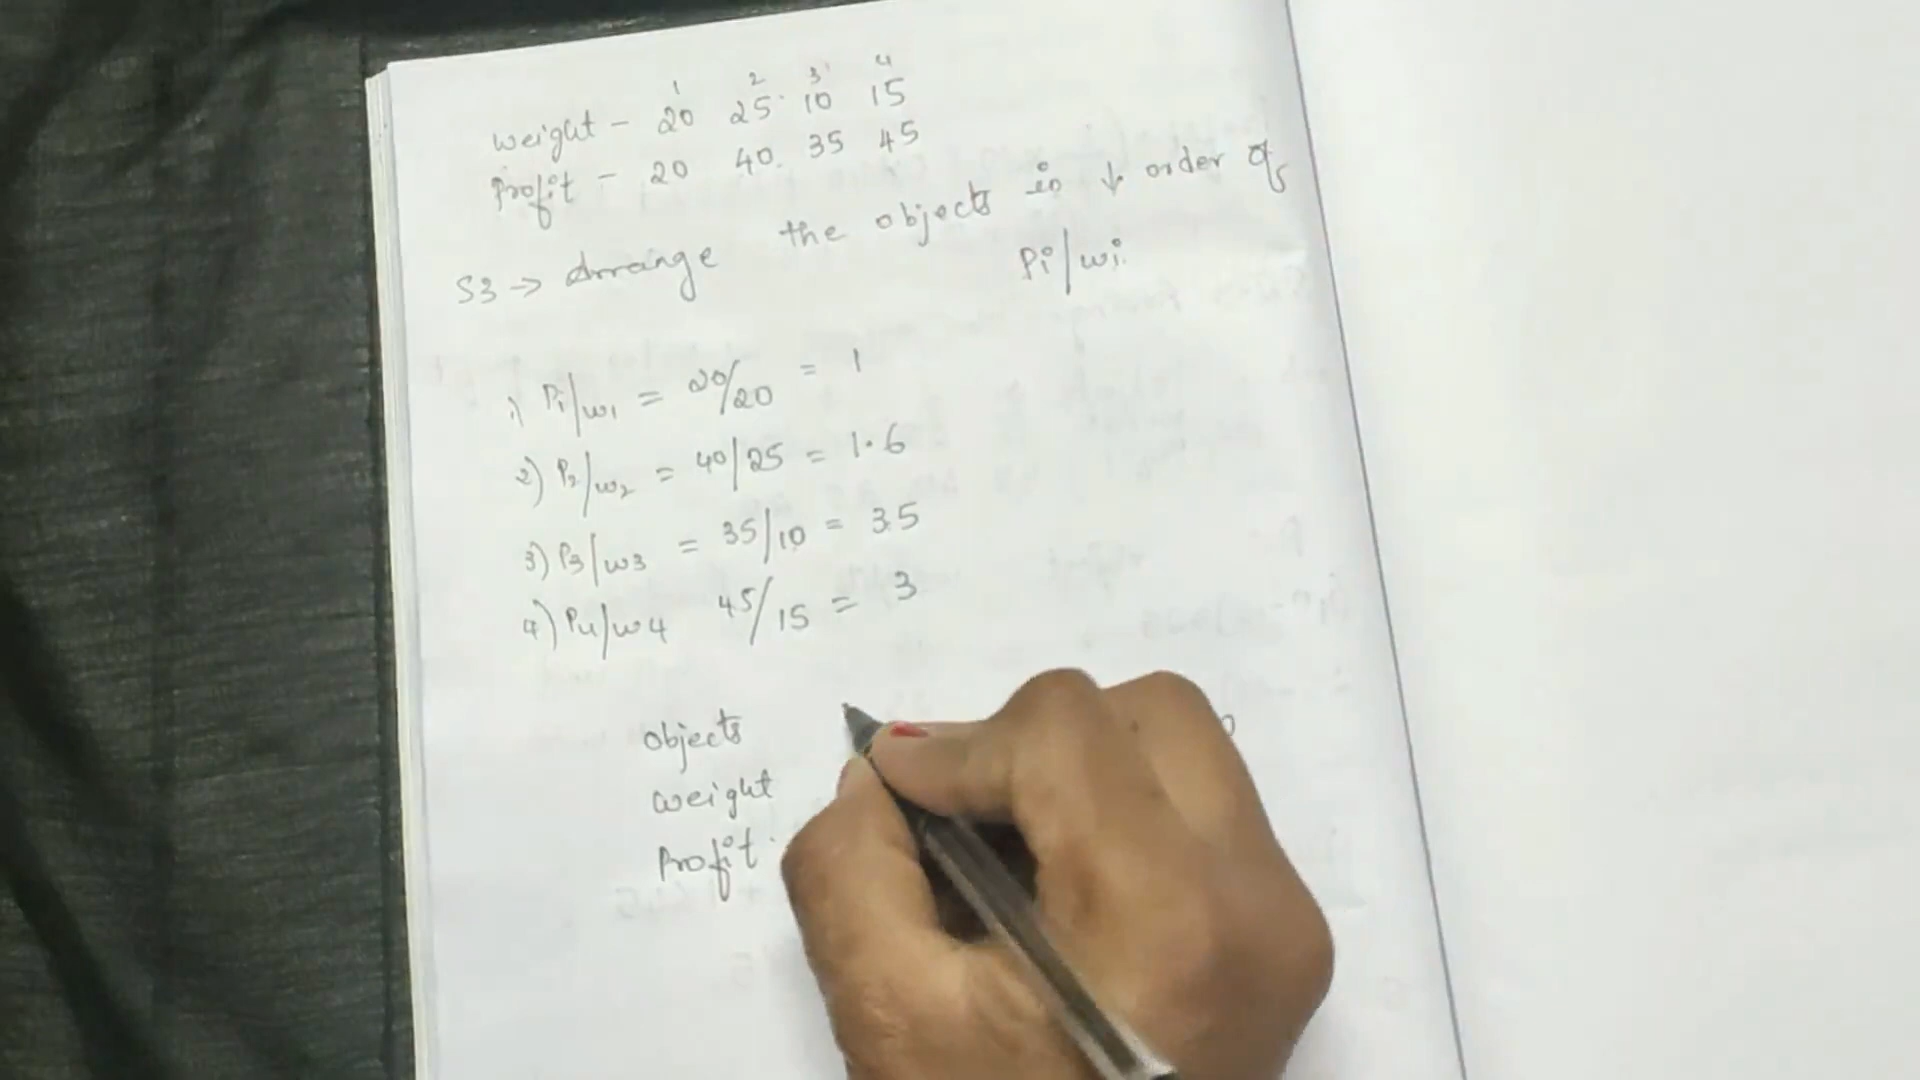 1 2 3 4
weight - 20 25 10 15
Profit - 20 40 35 45
S3 -> Arrange the objects in ↓ order of
Pi/wi
1) P1/w1 = 20/20 = 1
2) P2/w2 = 40/25 = 1.6
3) P3/w3 = 35/10 = 3.5
4) P4/w4 45/15 = 3
objects
weight
Profit